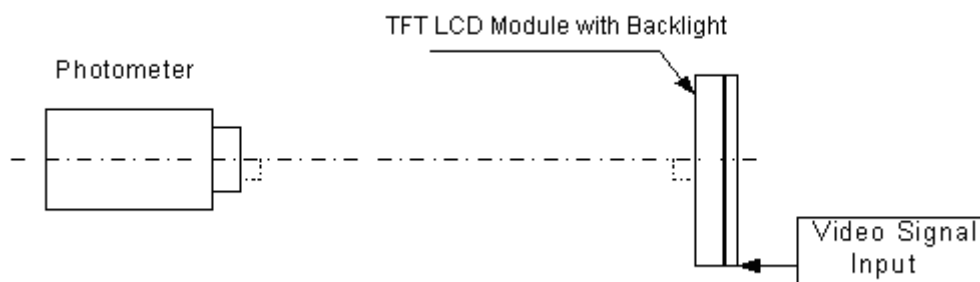 TFT LCD Module with Backlight
Photometer
Video Signal
Input